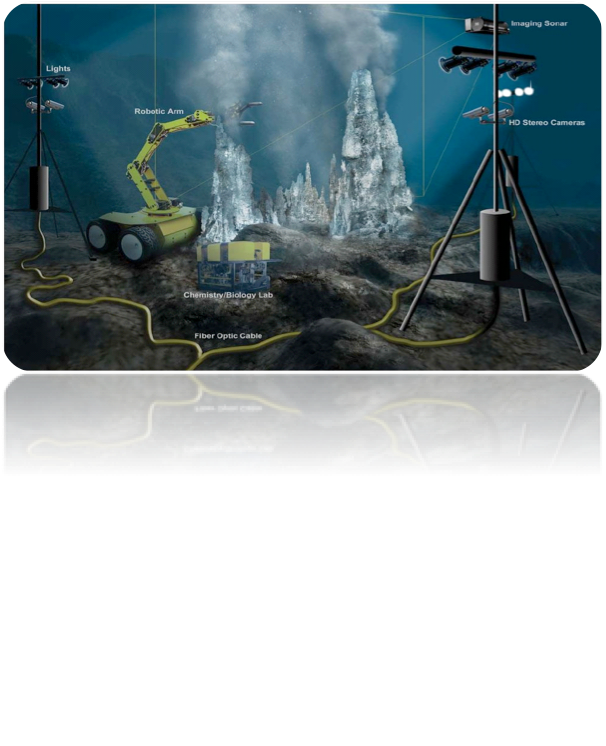 Imaging Sonar
Lights
Robotic Arm
HD Stereo Cameras
Chemistry/Biology Lab
Fiber Optic Cable